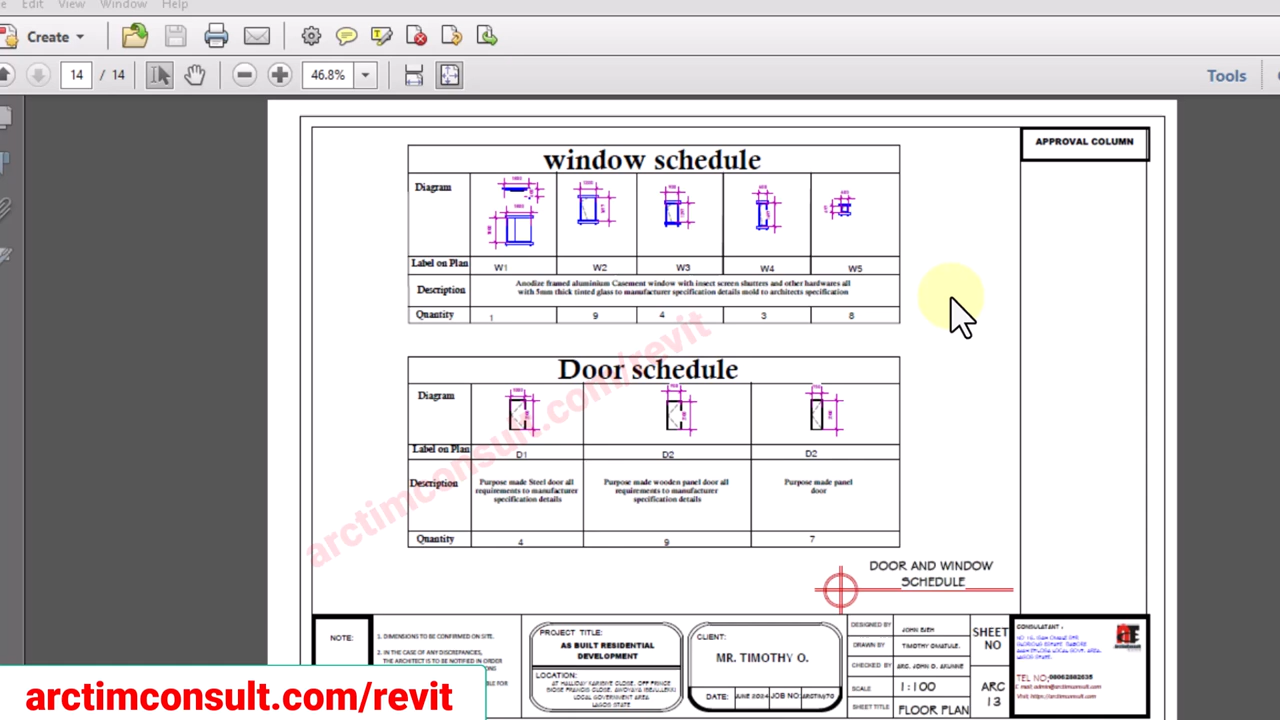 Edit View Window Help
Create
14 / 14
46.8%
Tools
APPROVAL COLUMN
window schedule
Diagram
Label on Plan W1 W2 W3 W4 W5
Description Anodize framed aluminium Casement window with insect screen shutters and other hardwares all
with 5mm thick tinted glass to manufacturer specification details mold to architects specification
Quantity 1 9 4 3 8
Door schedule
Diagram
Label on Plan D1 D2 D2
Description
Purpose made Steel door all
requirements to manufacturer
specification details
Purpose made wooden panel door all
requirements to manufacturer
specification details
Purpose made panel
door
Quantity 4 9 7
arctimconsult.com/revit
DOOR AND WINDOW
SCHEDULE
NOTE:
1. DIMENSIONS TO BE CONFIRMED ON SITE.
2. IN THE CASE OF ANY DISCREPANCIES,
THE ARCHITECT IS TO BE NOTIFIED IN ORDER
PROJECT TITLE:
AS BUILT RESIDENTIAL
DEVELOPMENT
LOCATION:
LOCAL GOVERNMENT AREA
CLIENT:
MR. TIMOTHY O.
DATE: JUNE 2024 JOB NO:
DESIGNED BY
DRAWN BY
CHECKED BY
SCALE 1:100
SHEET TITLE: FLOOR PLAN
SHEET
NO
ARC
13
CONSULATANT :
TEL NO:08062682635
arctimconsult.com/revit